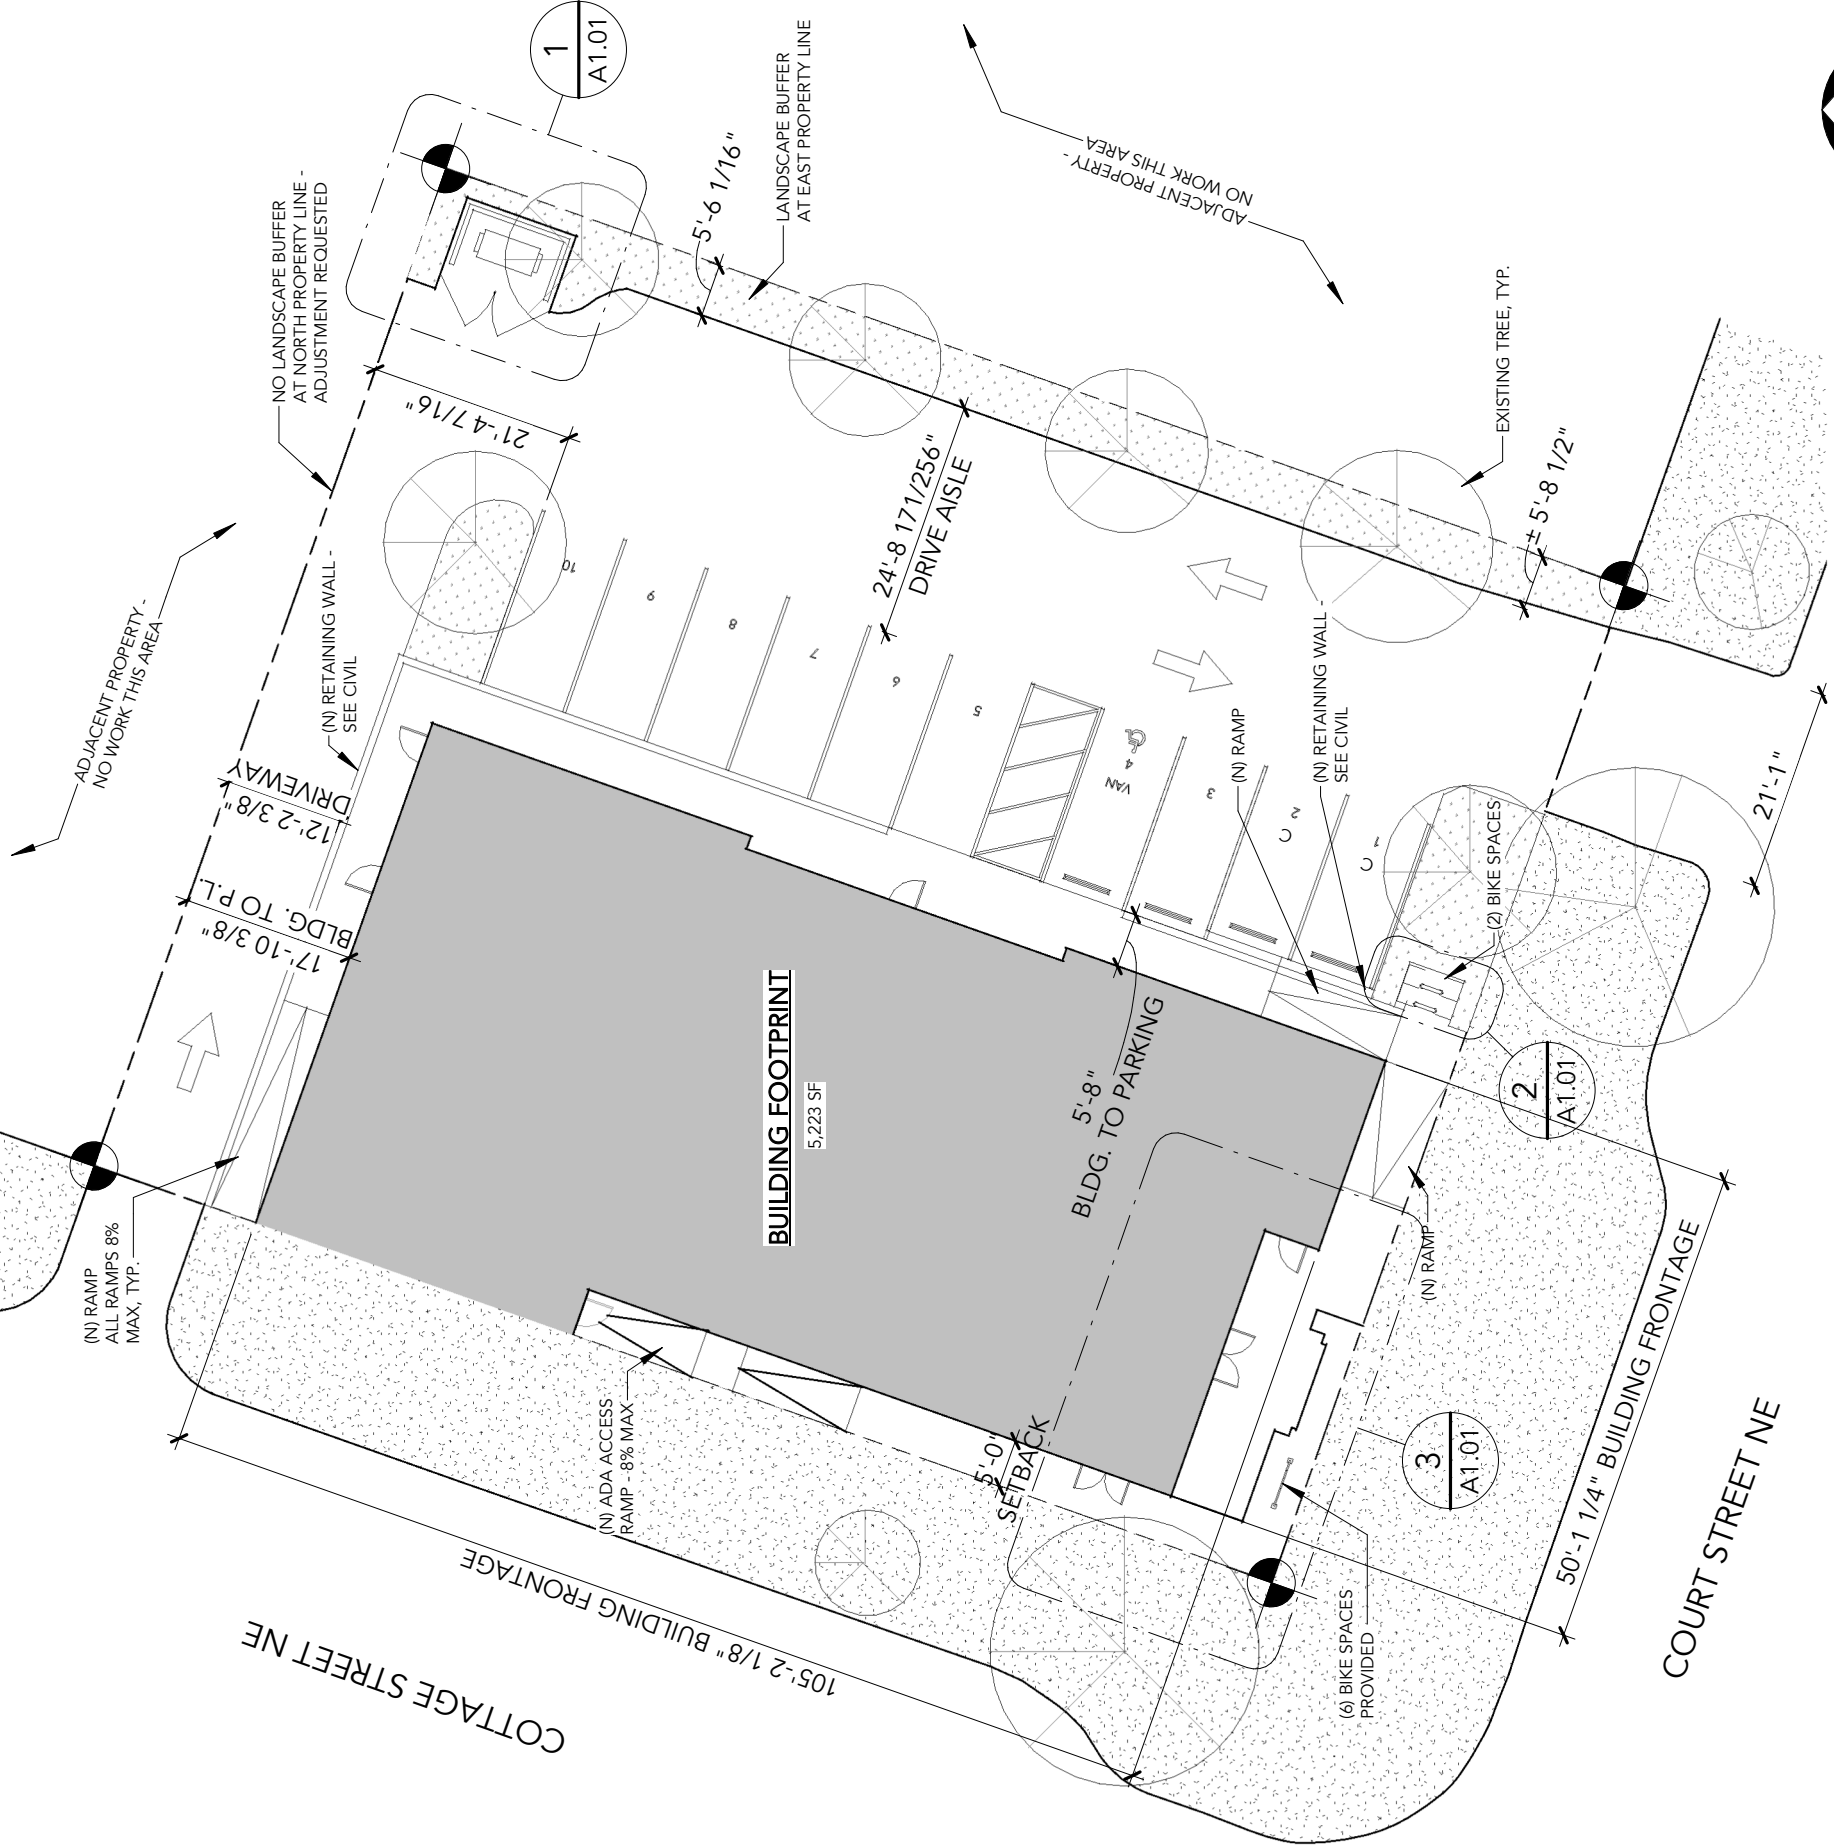 1
A1.01
NO LANDSCAPE BUFFER
AT NORTH PROPERTY LINE -
ADJUSTMENT REQUESTED
5'-6 1/16"
LANDSCAPE BUFFER
AT EAST PROPERTY LINE
ADJACENT PROPERTY -
NO WORK THIS AREA
21'-4 7/16"
EXISTING TREE, TYP.
± 5'-8 1/2"
24'-8 171/256"
DRIVE AISLE
ADJACENT PROPERTY -
NO WORK THIS AREA
(N) RETAINING WALL -
SEE CIVIL
12'-2 3/8"
DRIVEWAY
17'-10 3/8"
BLDG. TO P.L.
10
9
8
7
6
5
4
VAN
3
2
C
1
C
(N) RAMP
(N) RETAINING WALL -
SEE CIVIL
(2) BIKE SPACES
21'-1"
BUILDING FOOTPRINT
5,223 SF
5'-8"
BLDG. TO PARKING
2
A1.01
(N) RAMP
ALL RAMPS 8%
MAX, TYP.
(N) ADA ACCESS
RAMP - 8% MAX
5'-0"
SETBACK
(N) RAMP
3
A1.01
(6) BIKE SPACES
PROVIDED
105'-2 1/8" BUILDING FRONTAGE
50'-1 1/4" BUILDING FRONTAGE
COTTAGE STREET NE
COURT STREET NE